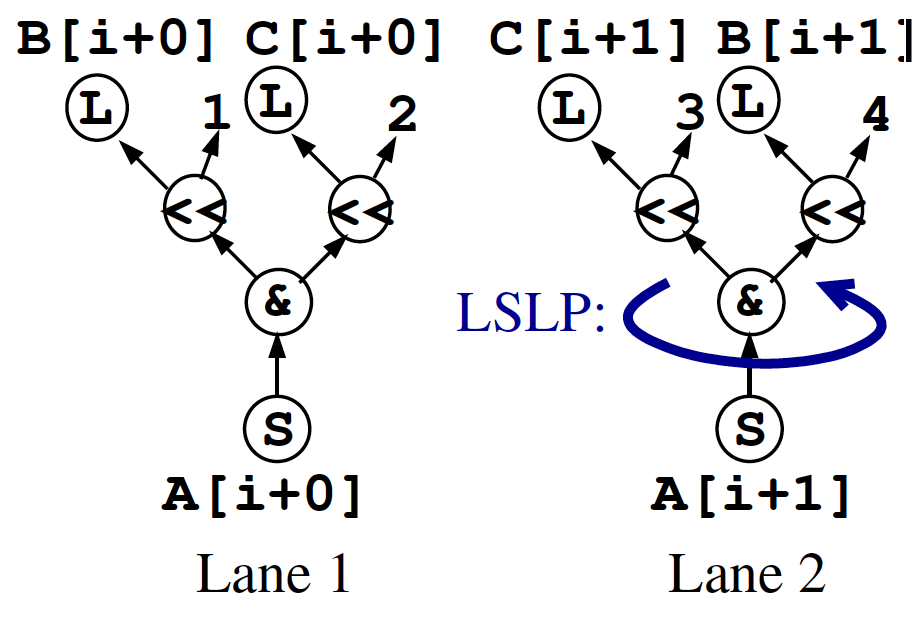 B[i+0] C[i+0] C[i+1] B[i+1]
L 1 L 2 L 3 L 4
<< << << <<
& LSLP: &
S S
A[i+0] A[i+1]
Lane 1 Lane 2